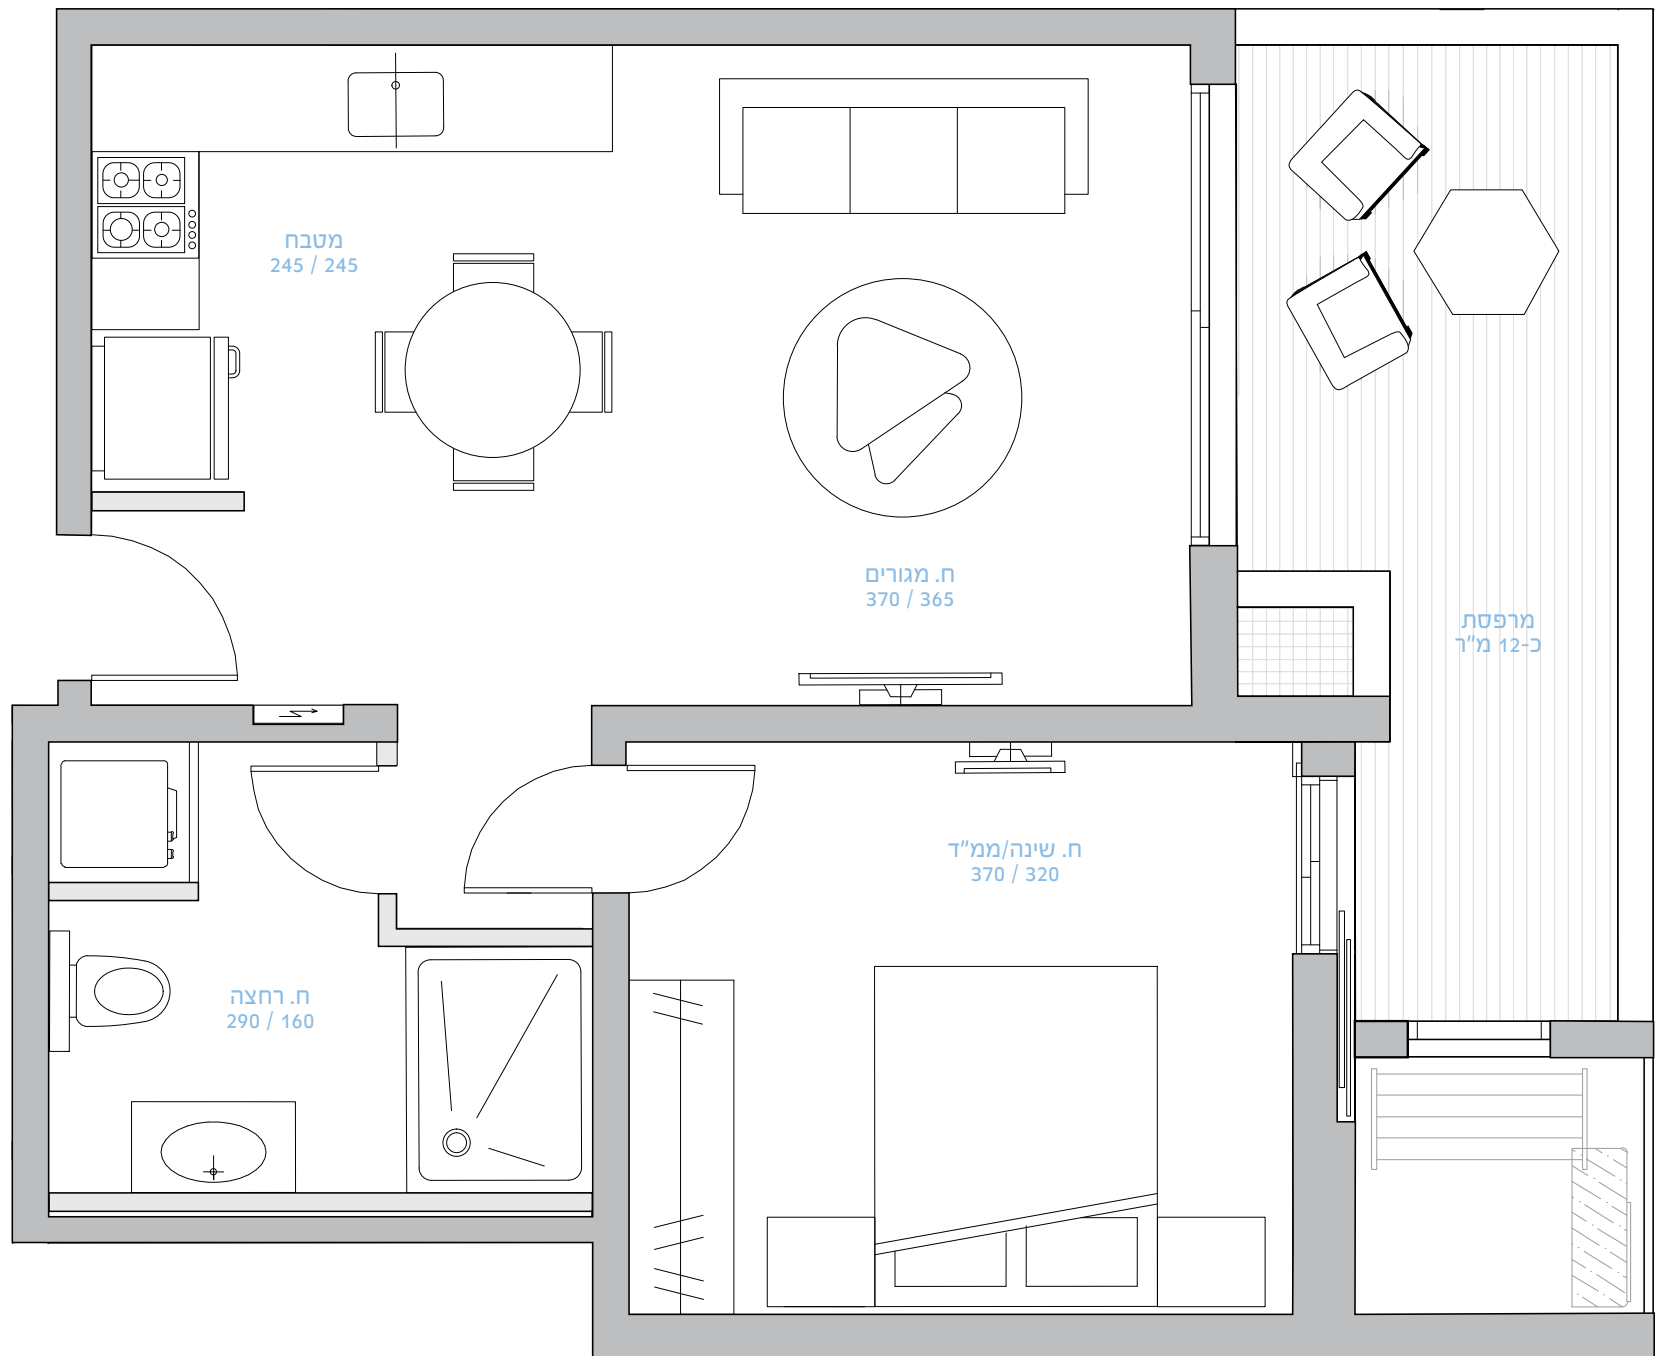 מטבח
245 / 245
ח. מגורים
370 / 365
מרפסת
כ-12 מ"ר
ח. שינה/ממ"ד
370 / 320
ח. רחצה
290 / 160